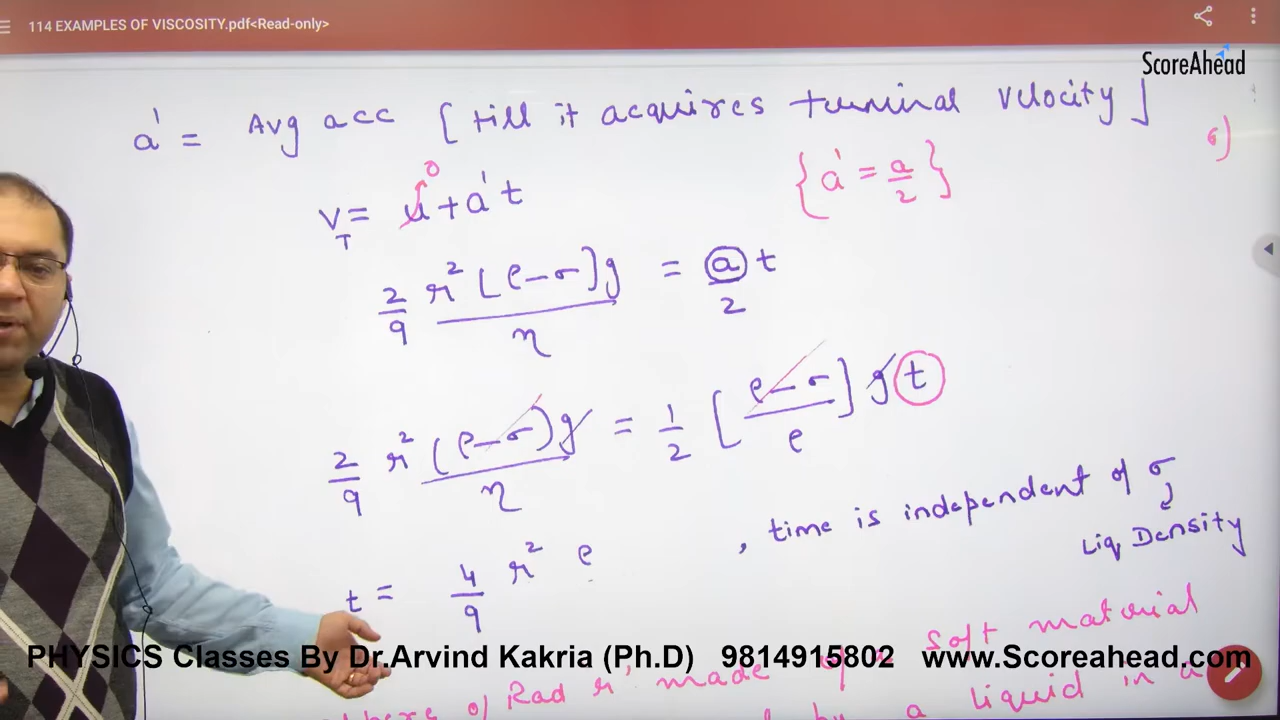 114 EXAMPLES OF VISCOSITY.pdf<Read-only>
ScoreAhead
a' = Avg acc [till it acquires terminal velocity]
6)
{a' = a/2}
v_T = u→0 + a't
2/9 r² [ρ-σ]g/η = a/2 t
2/9 r² (ρ-σ)g/η = 1/2 [ρ-σ/ρ] g t
t = 4/9 r² ρ , time is independent of σ
Liq Density
PHYSICS Classes By Dr.Arvind Kakria (Ph.D) 9814915802 www.Scoreahead.com
soft material
of Rad r, made
by a liquid in a